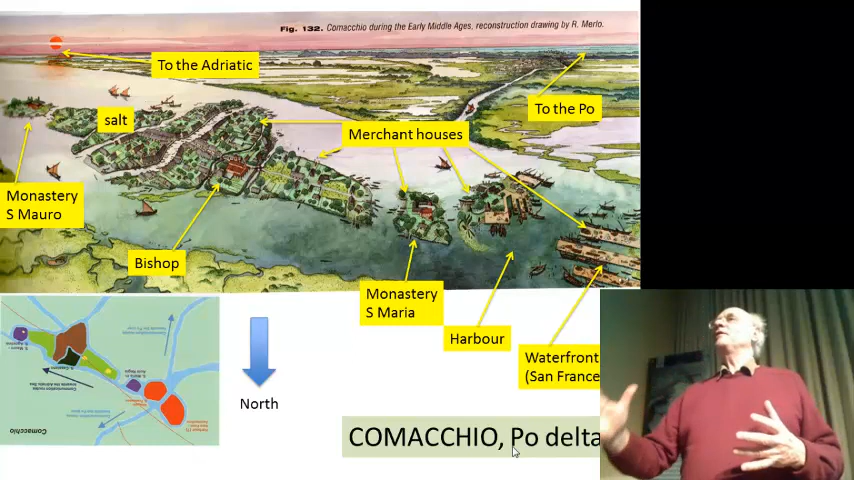 Fig. 132. Comacchio during the Early Middle Ages, reconstruction drawing by R. Merlo.
To the Adriatic
To the Po
salt
Merchant houses
Monastery
S Mauro
Bishop
Monastery
S Maria
Harbour
Waterfront
(San France
North
COMACCHIO, Po delta
Comacchio